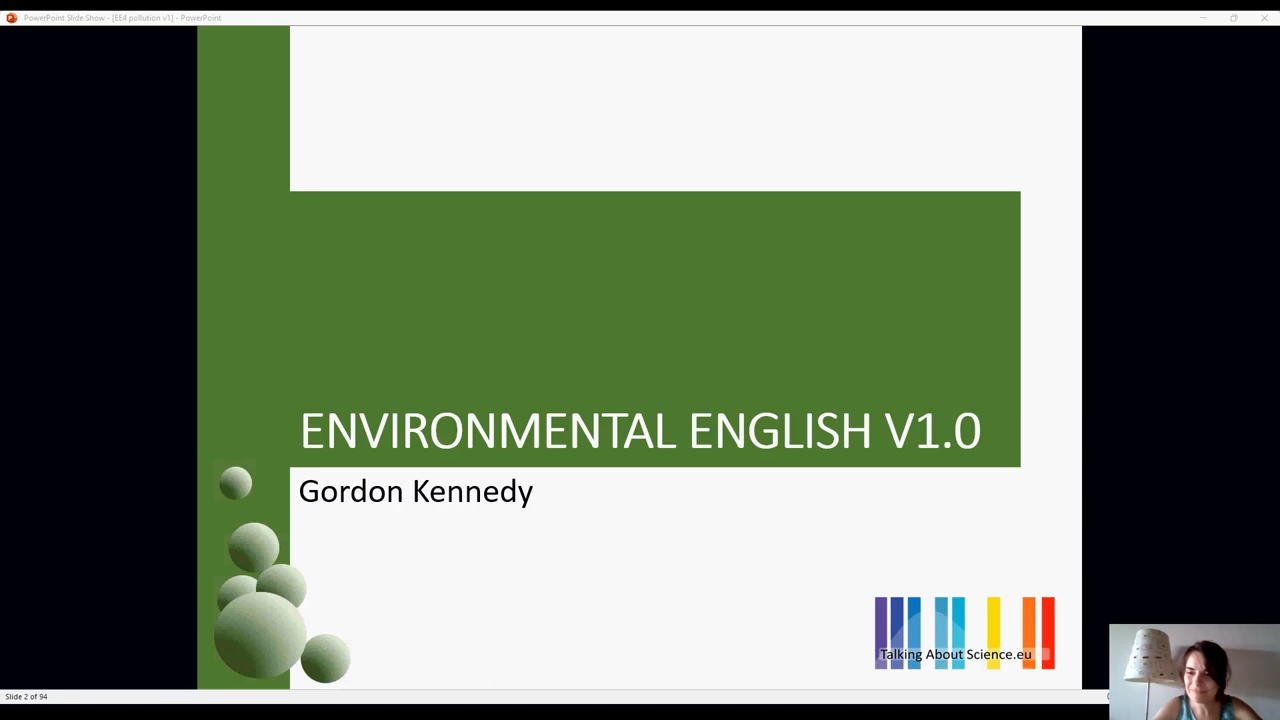 PowerPoint Slide Show - [EE4 pollution v1] - PowerPoint
ENVIRONMENTAL ENGLISH V1.0
Gordon Kennedy
Talking About Science.eu
Slide 2 of 94